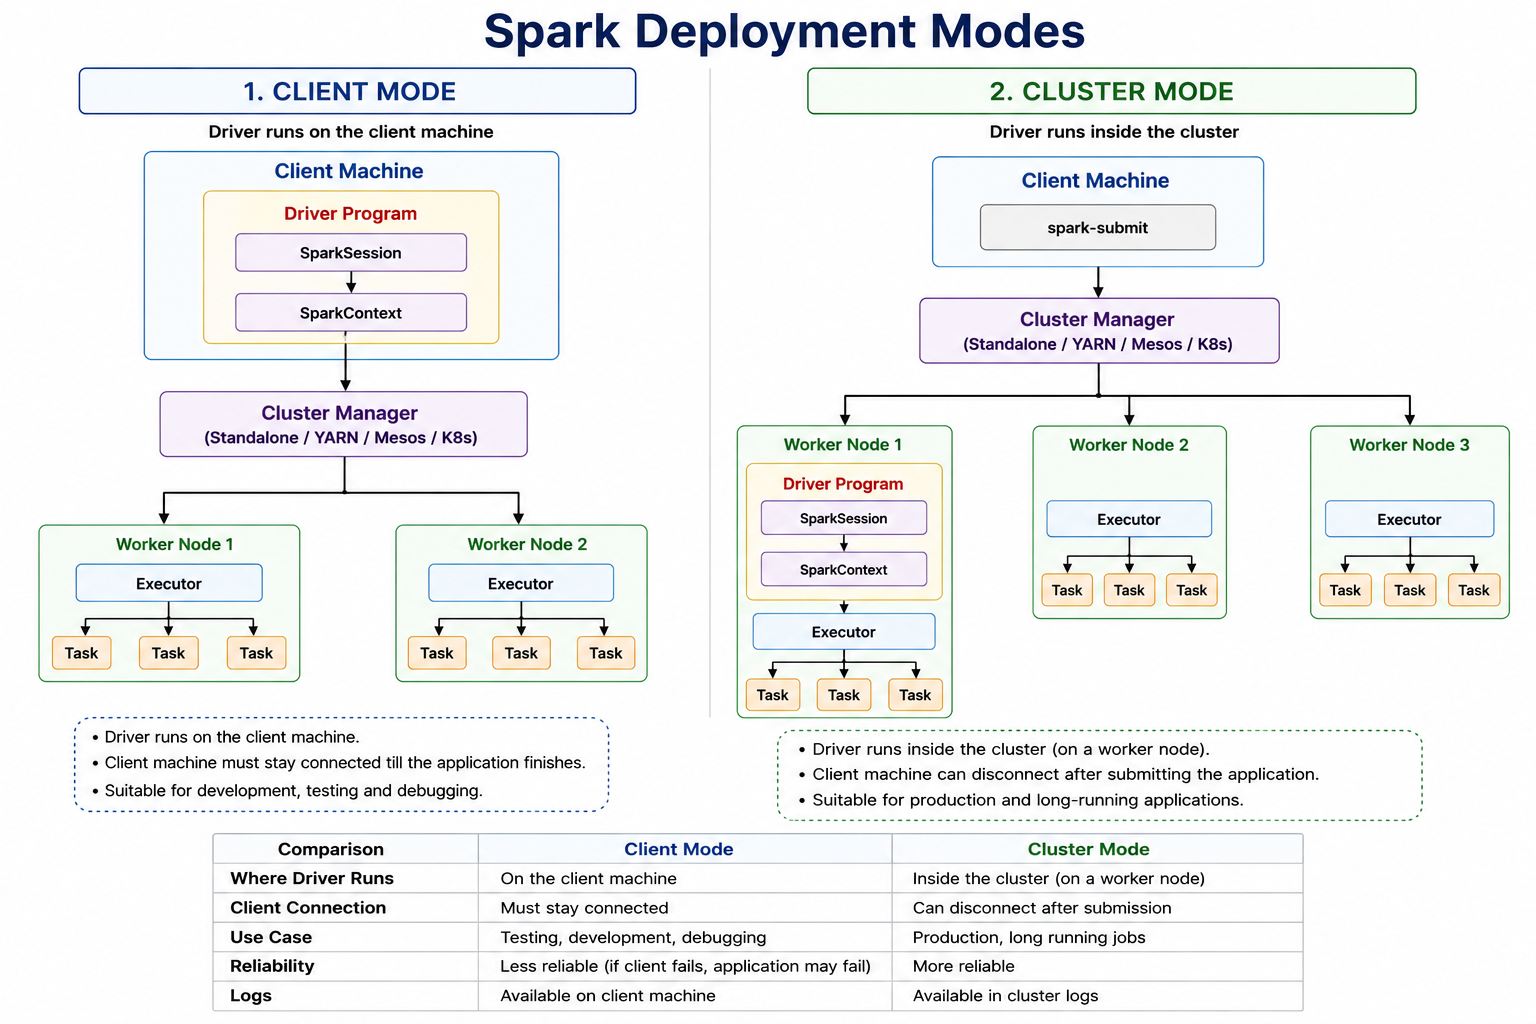 Spark Deployment Modes
1. CLIENT MODE
Driver runs on the client machine
Client Machine
Driver Program
SparkSession
SparkContext
Cluster Manager
(Standalone / YARN / Mesos / K8s)
Worker Node 1
Executor
Task Task Task
Worker Node 2
Executor
Task Task Task
• Driver runs on the client machine.
• Client machine must stay connected till the application finishes.
• Suitable for development, testing and debugging.
2. CLUSTER MODE
Driver runs inside the cluster
Client Machine
spark-submit
Cluster Manager
(Standalone / YARN / Mesos / K8s)
Worker Node 1
Driver Program
SparkSession
SparkContext
Executor
Task Task Task
Worker Node 2
Executor
Task Task Task
Worker Node 3
Executor
Task Task Task
• Driver runs inside the cluster (on a worker node).
• Client machine can disconnect after submitting the application.
• Suitable for production and long-running applications.
Comparison Client Mode Cluster Mode
Where Driver Runs On the client machine Inside the cluster (on a worker node)
Client Connection Must stay connected Can disconnect after submission
Use Case Testing, development, debugging Production, long running jobs
Reliability Less reliable (if client fails, application may fail) More reliable
Logs Available on client machine Available in cluster logs